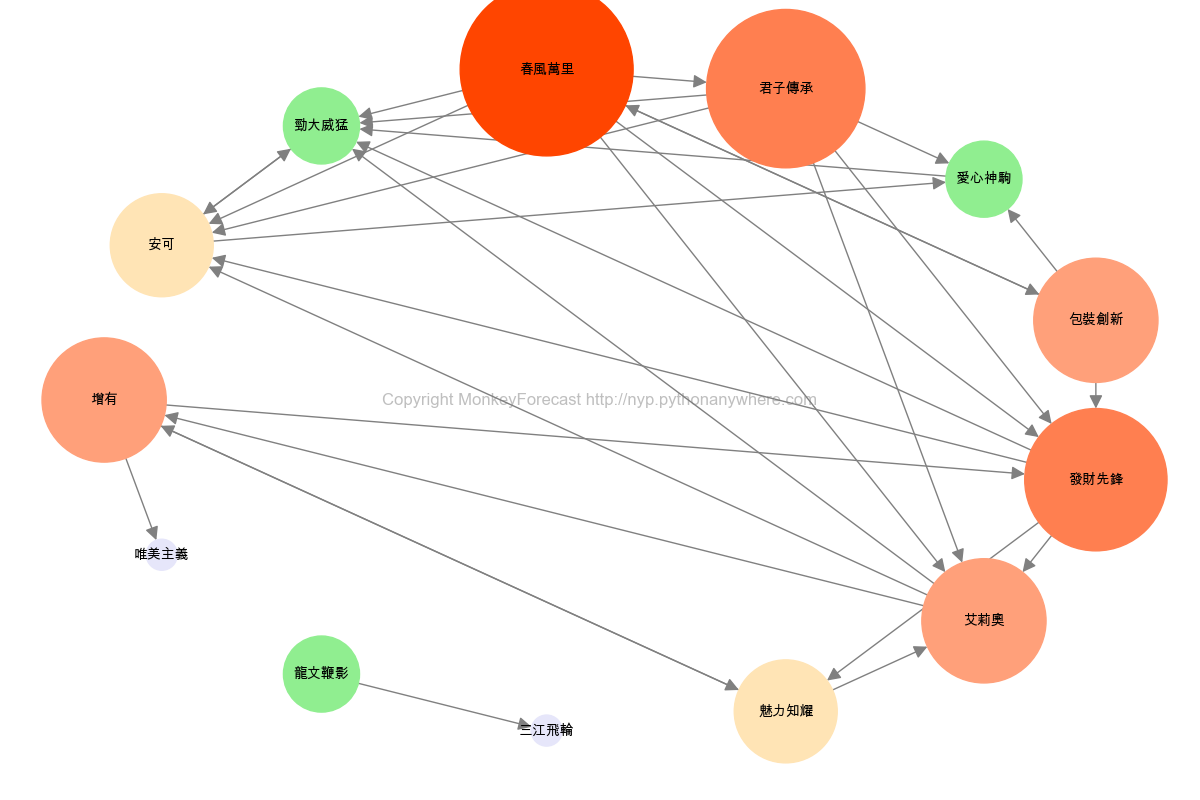 春風萬里
君子傳承
勁大威猛
愛心神駒
安可
包裝創新
增有
Copyright MonkeyForecast http://nyp.pythonanywhere.com
發財先鋒
唯美主義
艾莉奧
龍文鞭影
魅力知耀
三江飛輪